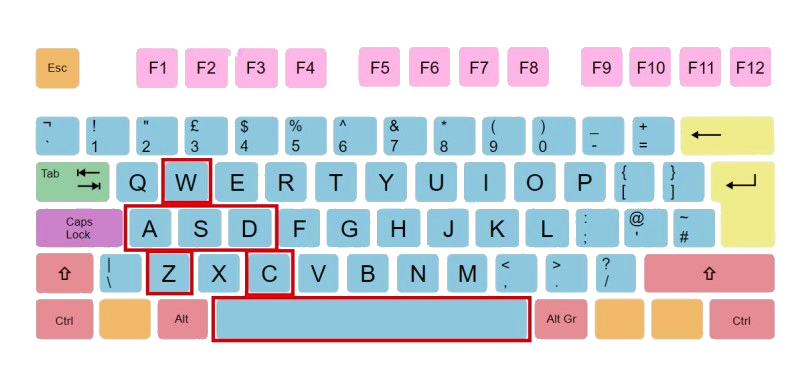 Esc F1 F2 F3 F4 F5 F6 F7 F8 F9 F10 F11 F12
¬ ! " £ $ % ^ & * ( ) _ +
` 1 2 3 4 5 6 7 8 9 0 - =
Tab Q W E R T Y U I O P { }
[ ]
Caps Lock A S D F G H J K L : @ ~
; ' #
| Z X C V B N M < > ?
\ , . /
Ctrl Alt Alt Gr Ctrl